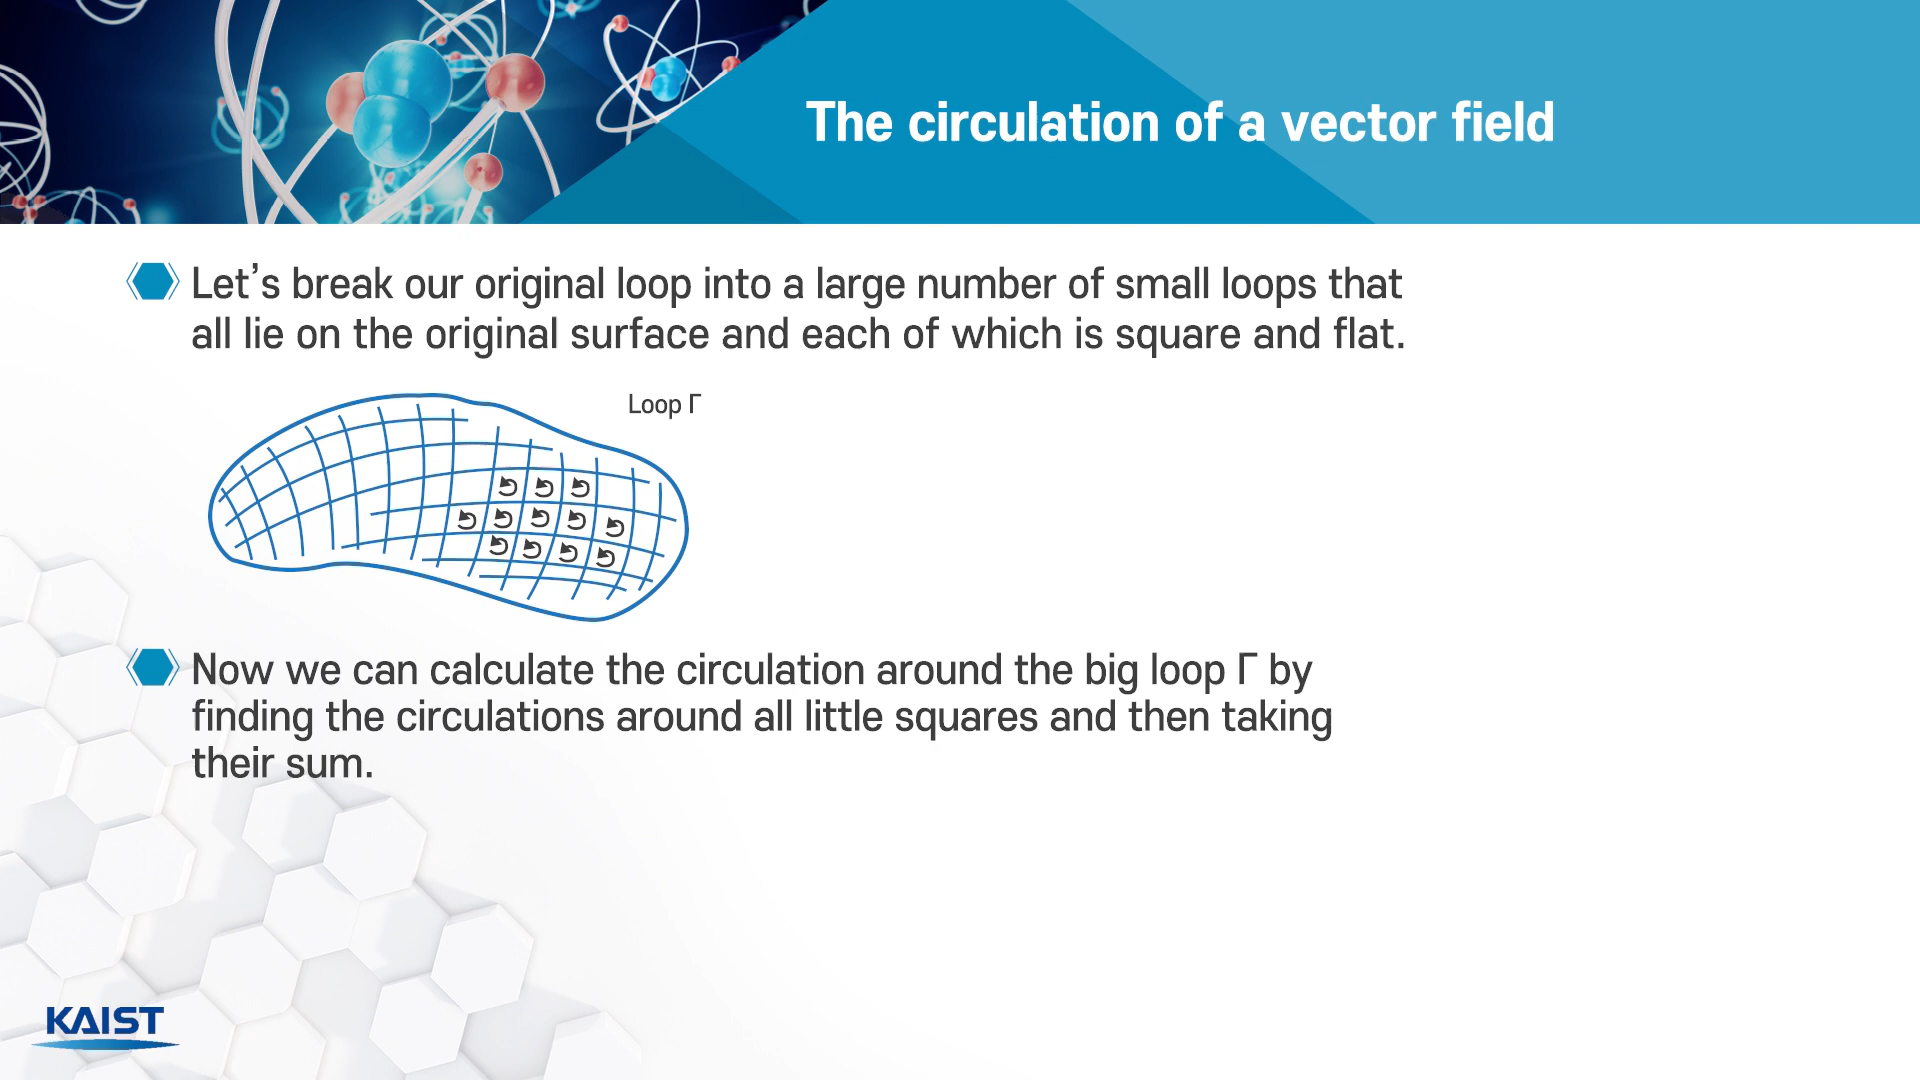 The circulation of a vector field
Let’s break our original loop into a large number of small loops that
all lie on the original surface and each of which is square and flat.
Loop Γ
Now we can calculate the circulation around the big loop Γ by
finding the circulations around all little squares and then taking
their sum.
KAIST